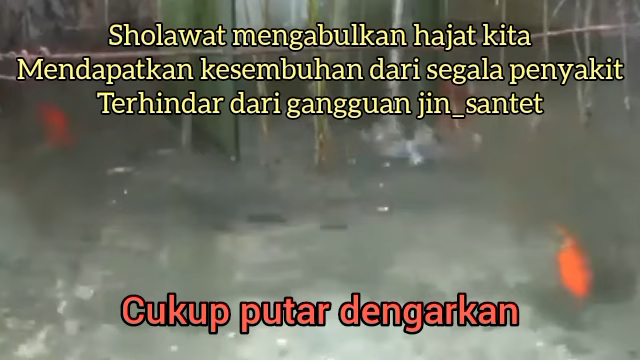 Sholawat mengabulkan hajat kita
Mendapatkan kesembuhan dari segala penyakit
Terhindar dari gangguan jin_santet
Cukup putar dengarkan